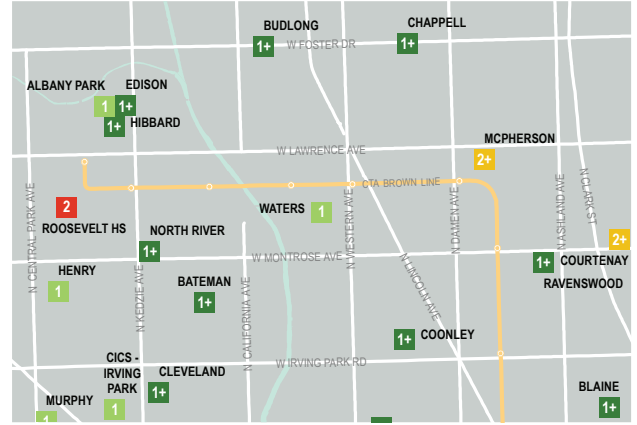 BUDLONG
1+
W FOSTER DR
CHAPPELL
1+
ALBANY PARK
1
EDISON
1+
HIBBARD
1+
W LAWRENCE AVE
MCPHERSON
2+
CTA BROWN LINE
N CENTRAL PARK AVE
2
ROOSEVELT HS
WATERS
1
NORTH RIVER
1+
N WESTERN AVE
N DAMEN AVE
N ASHLAND AVE
N CLARK ST
2+
W MONTROSE AVE
1+
COURTENAY
RAVENSWOOD
HENRY
1
N KEDZIE AVE
BATEMAN
1+
N CALIFORNIA AVE
N LINCOLN AVE
1+
COONLEY
W IRVING PARK RD
CICS -
IRVING
PARK
1
CLEVELAND
1+
MURPHY
1
BLAINE
1+